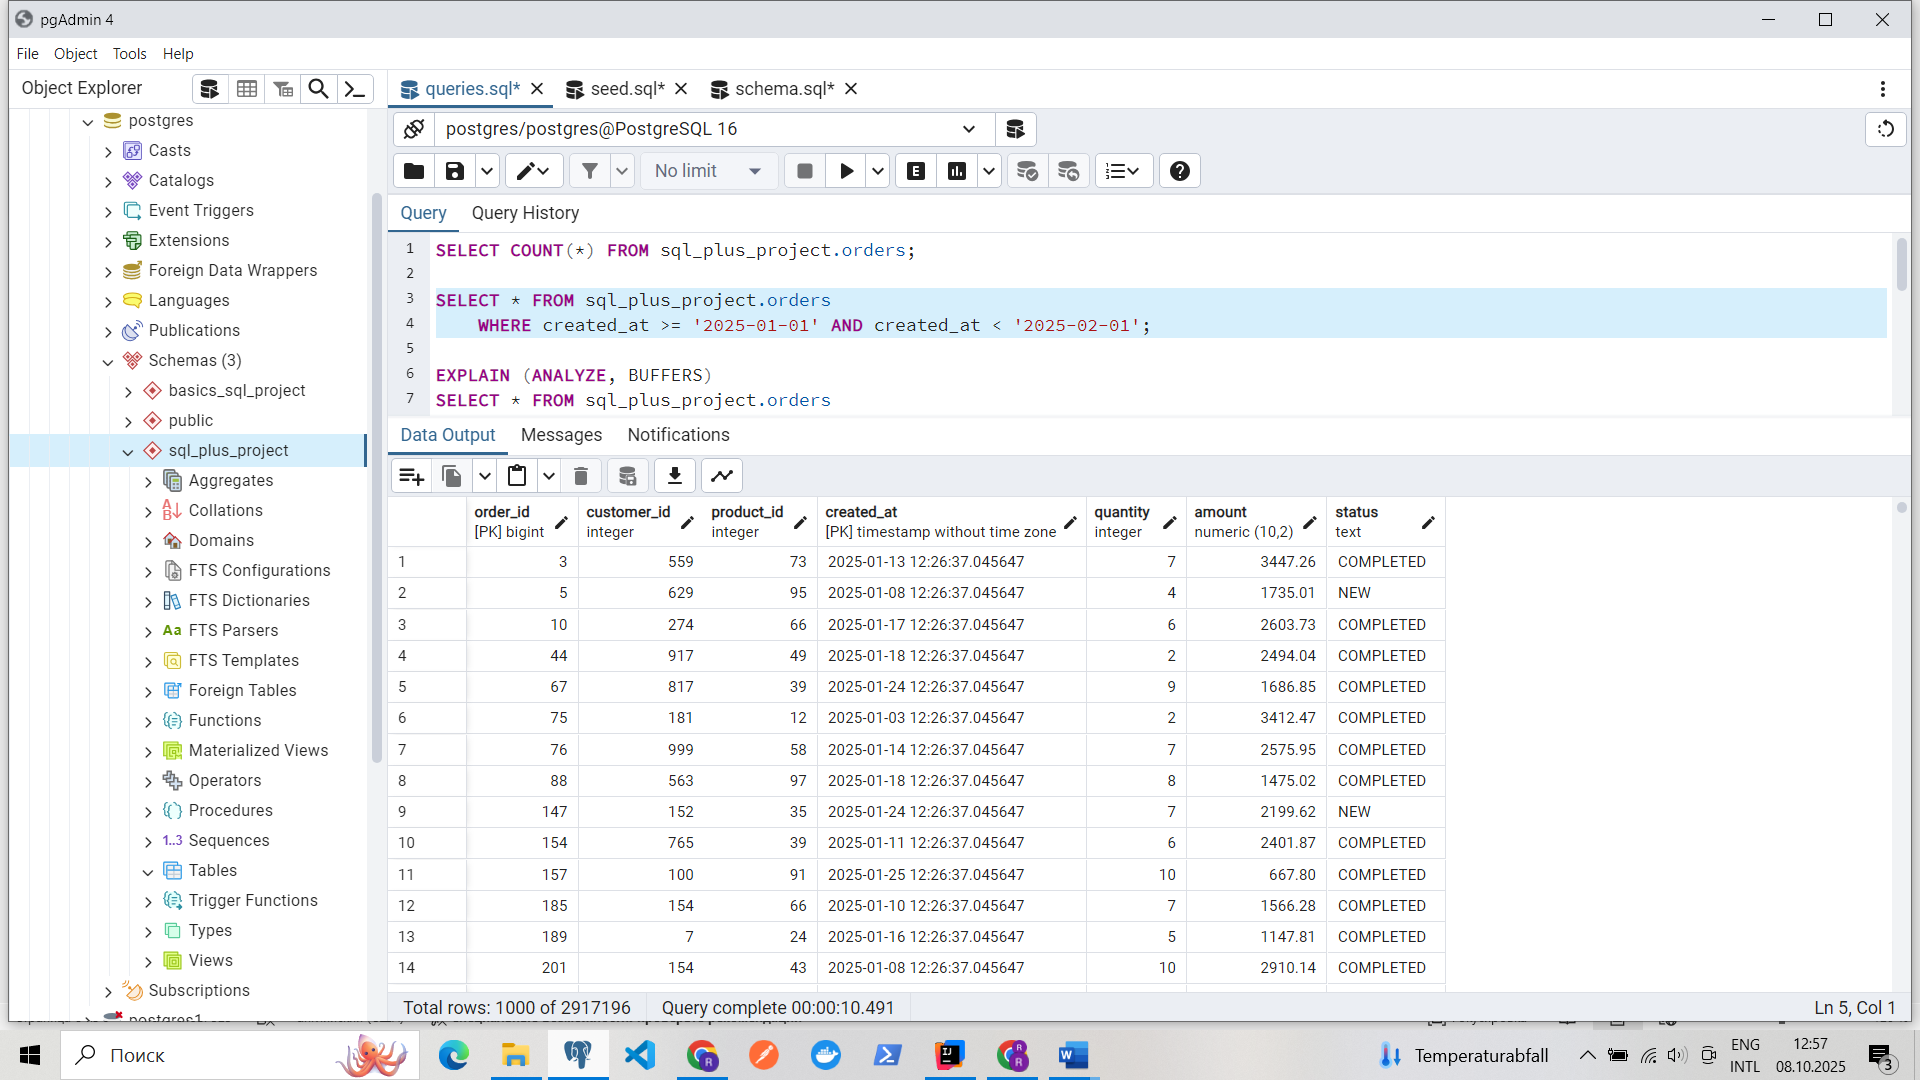 pgAdmin 4
File Object Tools Help
Object Explorer
queries.sql* seed.sql* schema.sql*
postgres/postgres@PostgreSQL 16
No limit
E
Query Query History
1 SELECT COUNT(*) FROM sql_plus_project.orders;
2
3 SELECT * FROM sql_plus_project.orders
4 WHERE created_at >= '2025-01-01' AND created_at < '2025-02-01';
5
6 EXPLAIN (ANALYZE, BUFFERS)
7 SELECT * FROM sql_plus_project.orders
postgres
Casts
Catalogs
Event Triggers
Extensions
Foreign Data Wrappers
Languages
Publications
Schemas (3)
basics_sql_project
public
sql_plus_project
Aggregates
Collations
Domains
FTS Configurations
FTS Dictionaries
Aa FTS Parsers
FTS Templates
Foreign Tables
Functions
Materialized Views
Operators
Procedures
1..3 Sequences
Tables
Trigger Functions
Types
Views
Subscriptions
postgres1
Data Output Messages Notifications
order_id customer_id product_id created_at quantity amount status
[PK] bigint integer integer [PK] timestamp without time zone integer numeric (10,2) text
1 3 559 73 2025-01-13 12:26:37.045647 7 3447.26 COMPLETED
2 5 629 95 2025-01-08 12:26:37.045647 4 1735.01 NEW
3 10 274 66 2025-01-17 12:26:37.045647 6 2603.73 COMPLETED
4 44 917 49 2025-01-18 12:26:37.045647 2 2494.04 COMPLETED
5 67 817 39 2025-01-24 12:26:37.045647 9 1686.85 COMPLETED
6 75 181 12 2025-01-03 12:26:37.045647 2 3412.47 COMPLETED
7 76 999 58 2025-01-14 12:26:37.045647 7 2575.95 COMPLETED
8 88 563 97 2025-01-18 12:26:37.045647 8 1475.02 COMPLETED
9 147 152 35 2025-01-24 12:26:37.045647 7 2199.62 NEW
10 154 765 39 2025-01-11 12:26:37.045647 6 2401.87 COMPLETED
11 157 100 91 2025-01-25 12:26:37.045647 10 667.80 COMPLETED
12 185 154 66 2025-01-10 12:26:37.045647 7 1566.28 COMPLETED
13 189 7 24 2025-01-16 12:26:37.045647 5 1147.81 COMPLETED
14 201 154 43 2025-01-08 12:26:37.045647 10 2910.14 COMPLETED
Total rows: 1000 of 2917196 Query complete 00:00:10.491 Ln 5, Col 1
Поиск
Temperaturabfall
ENG
INTL
12:57
08.10.2025
3